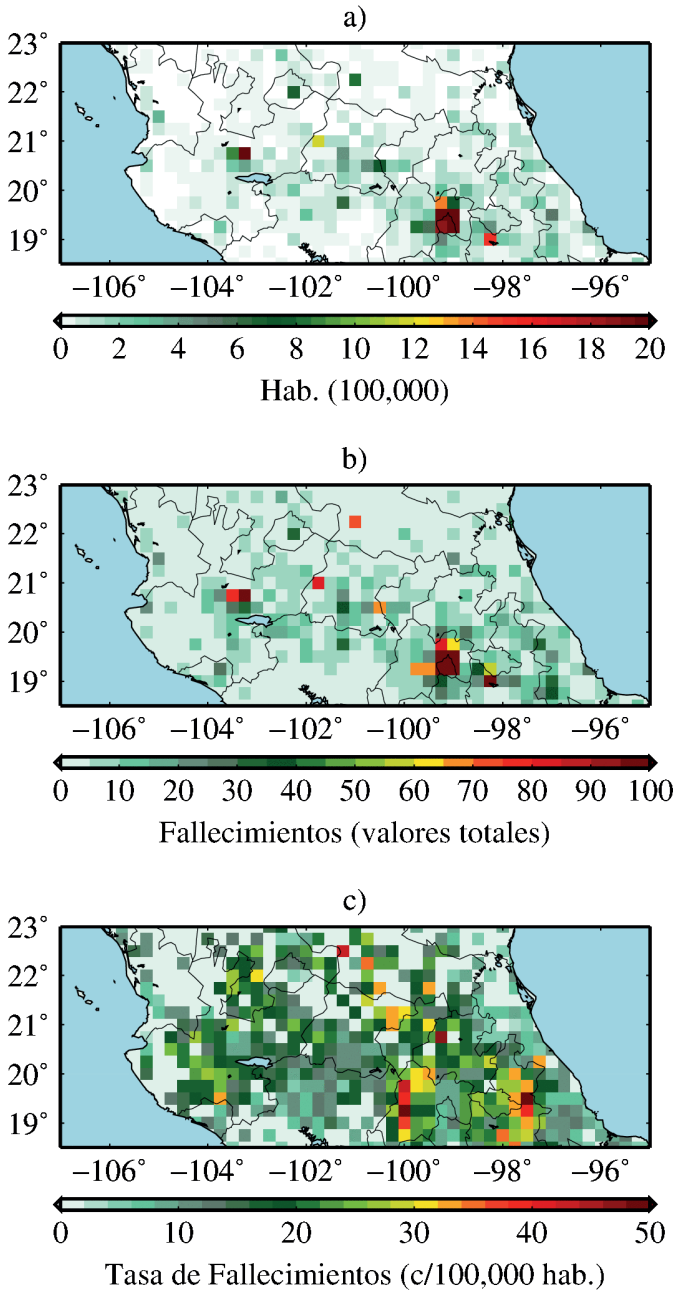 a)
23°
22°
21°
20°
19°
−106° −104° −102° −100° −98° −96°
0 2 4 6 8 10 12 14 16 18 20
Hab. (100,000)
b)
23°
22°
21°
20°
19°
−106° −104° −102° −100° −98° −96°
0 10 20 30 40 50 60 70 80 90 100
Fallecimientos (valores totales)
c)
23°
22°
21°
20°
19°
−106° −104° −102° −100° −98° −96°
0 10 20 30 40 50
Tasa de Fallecimientos (c/100,000 hab.)